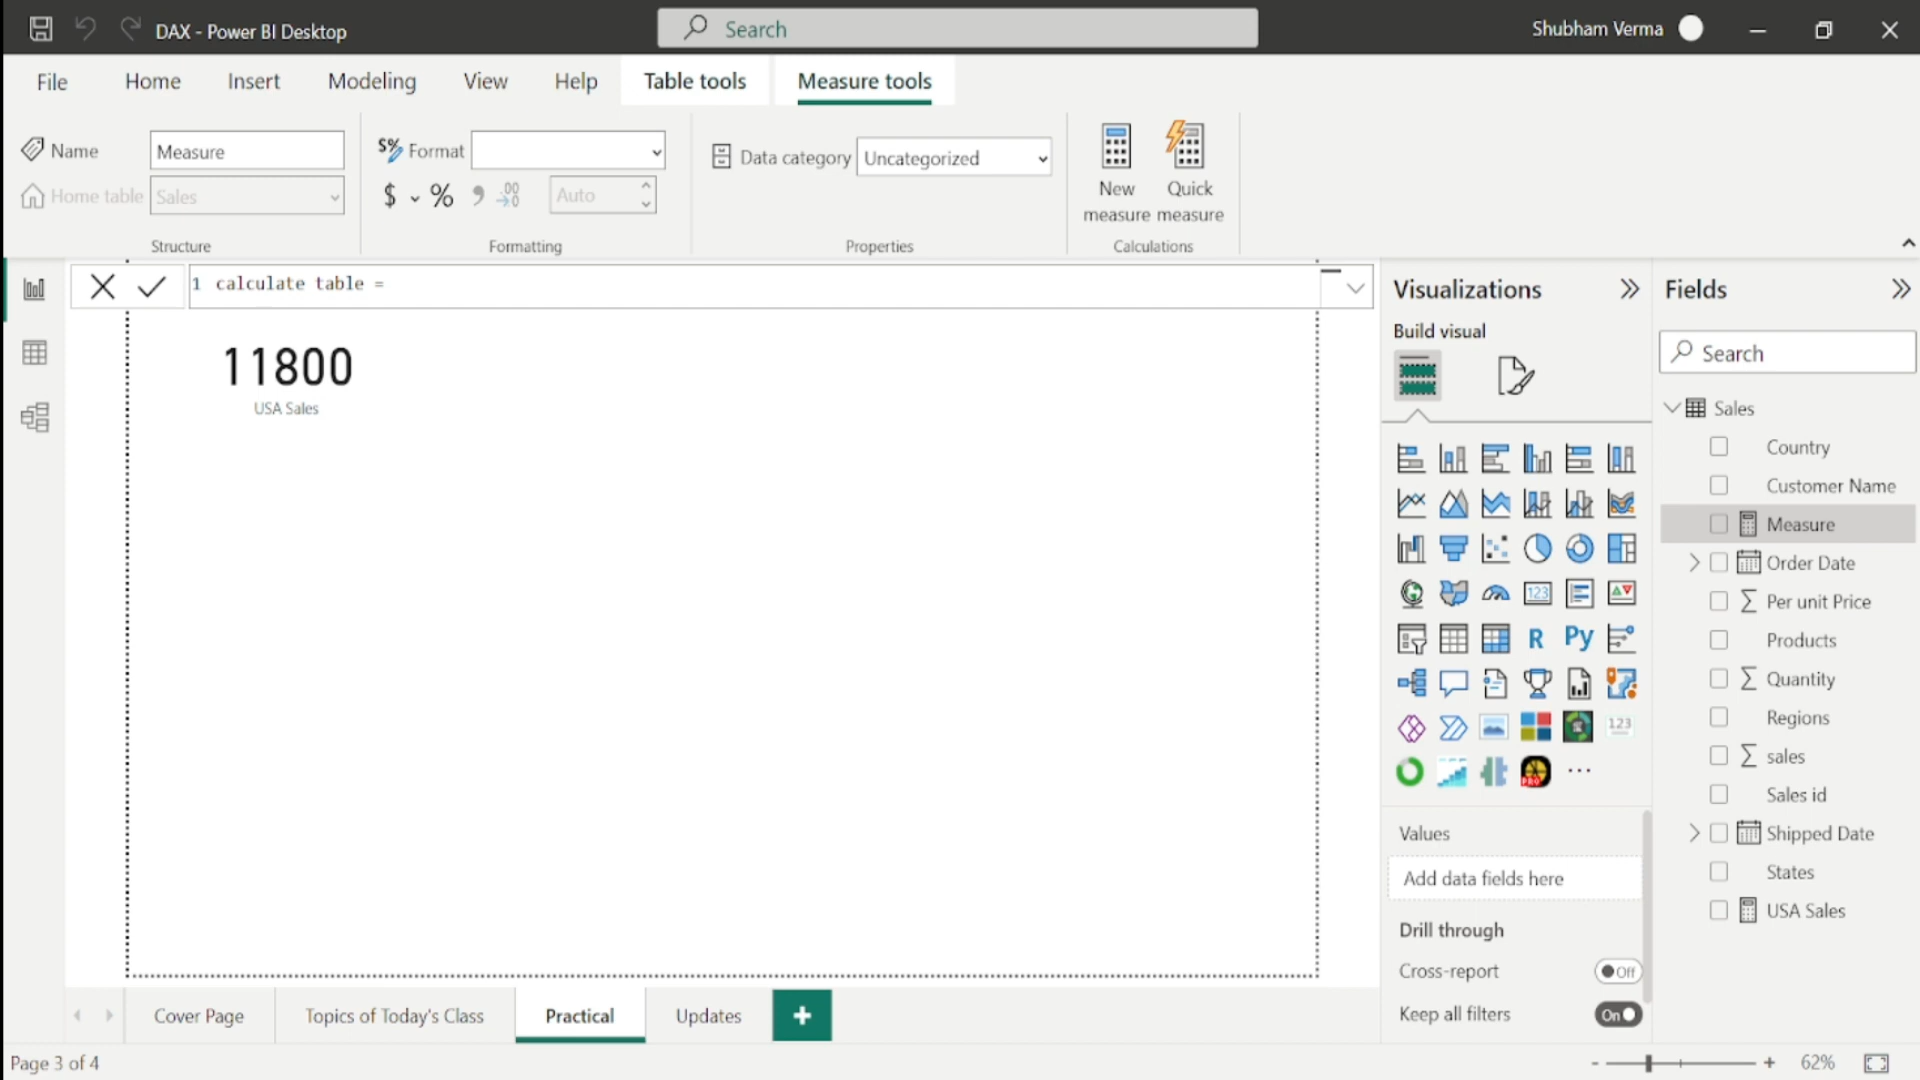 DAX - Power BI Desktop
Search
Shubham Verma
File Home Insert Modeling View Help Table tools Measure tools
Name Measure
Home table Sales
Structure
$% Format
$ % , .00 →0 Auto
Formatting
Data category Uncategorized
Properties
New measure
Quick measure
Calculations
1 calculate table =
11800
USA Sales
Visualizations
Build visual
123
R Py
123
PRO
...
Values
Add data fields here
Drill through
Cross-report Off
Keep all filters On
Fields
Search
Sales
Country
Customer Name
Measure
Order Date
Σ Per unit Price
Products
Σ Quantity
Regions
Σ sales
Sales id
Shipped Date
States
USA Sales
Cover Page Topics of Today's Class Practical Updates +
Page 3 of 4
- + 62%